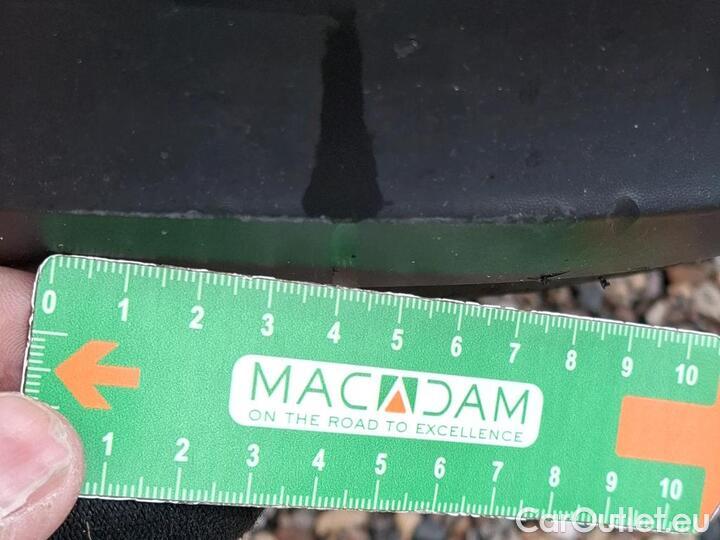 0 1 2 3 4 5 6 7 8 9 10
MACADAM
ON THE ROAD TO EXCELLENCE
1 2 3 4 5 6 7 8 9 10
CarOutlet.eu